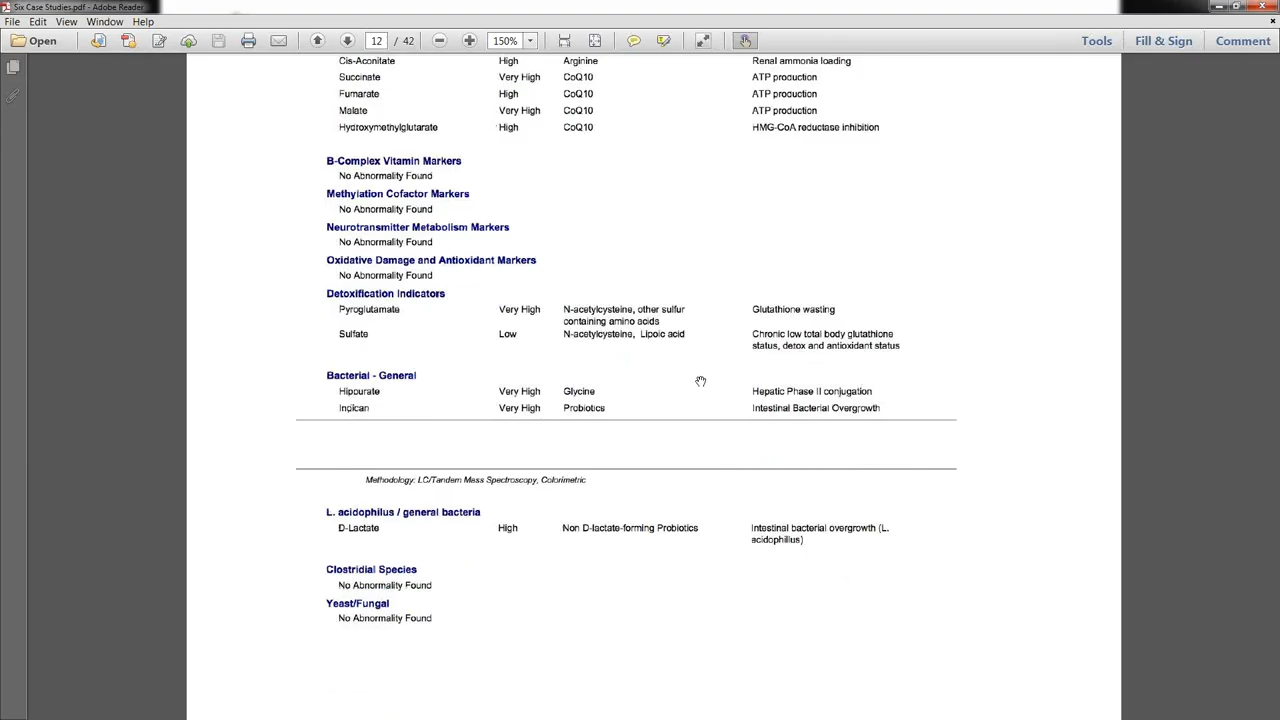 Six Case Studies.pdf - Adobe Reader
File Edit View Window Help
Open 12 / 42 150% Tools Fill & Sign Comment
Cis-Aconitate High Arginine Renal ammonia loading
Succinate Very High CoQ10 ATP production
Fumarate High CoQ10 ATP production
Malate Very High CoQ10 ATP production
Hydroxymethylglutarate High CoQ10 HMG-CoA reductase inhibition
B-Complex Vitamin Markers
No Abnormality Found
Methylation Cofactor Markers
No Abnormality Found
Neurotransmitter Metabolism Markers
No Abnormality Found
Oxidative Damage and Antioxidant Markers
No Abnormality Found
Detoxification Indicators
Pyroglutamate Very High N-acetylcysteine, other sulfur Glutathione wasting
containing amino acids
Sulfate Low N-acetylcysteine, Lipoic acid Chronic low total body glutathione
status, detox and antioxidant status
Bacterial - General
Hippurate Very High Glycine Hepatic Phase II conjugation
Indican Very High Probiotics Intestinal Bacterial Overgrowth
Methodology: LC/Tandem Mass Spectroscopy, Colorimetric
L. acidophilus / general bacteria
D-Lactate High Non D-lactate-forming Probiotics Intestinal bacterial overgrowth (L.
acidophillus)
Clostridial Species
No Abnormality Found
Yeast/Fungal
No Abnormality Found